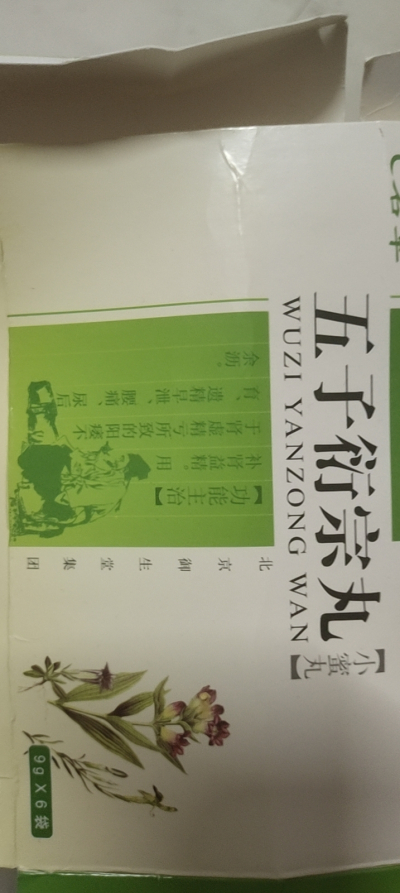 五子衍宗丸
【小蜜丸】
WUZI YANZONG WAN
【功能主治】
补肾益精。用
于肾虚精亏所致的阳痿不
育、遗精早泄、腰痛、尿后
余沥。
北京御生堂集团
9g X 6 袋